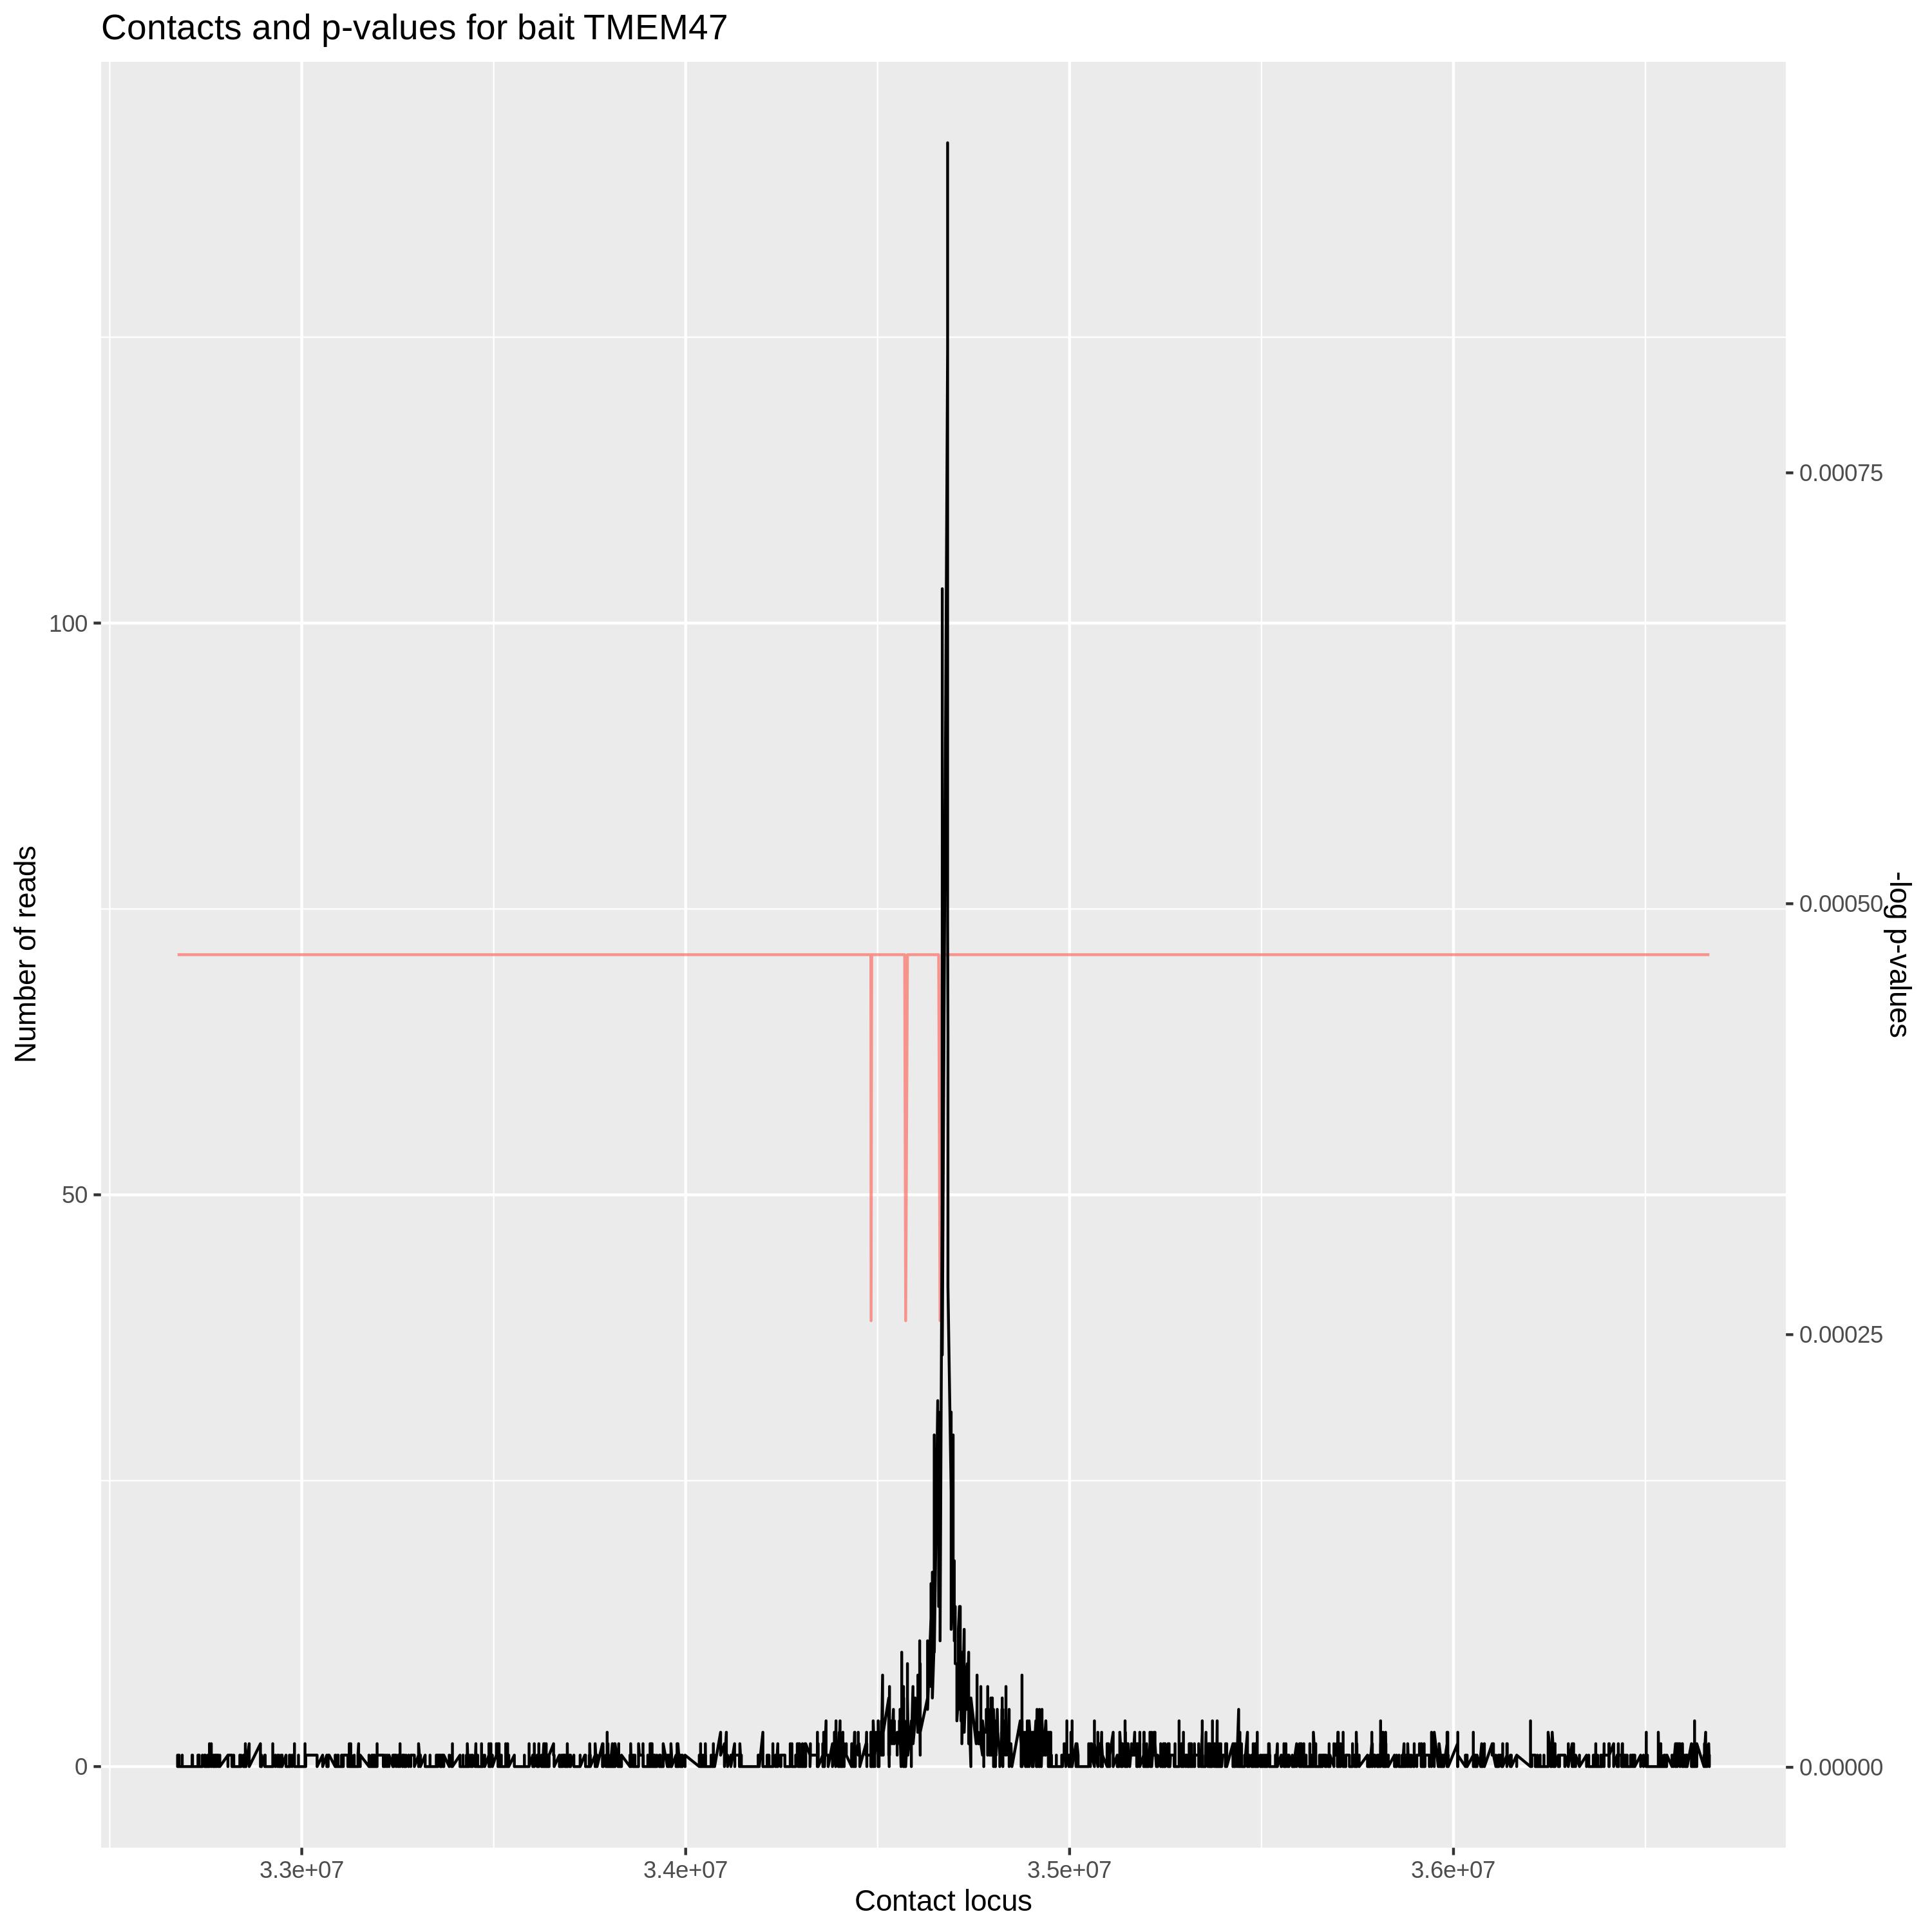 Contacts and p-values for bait TMEM47
Number of reads
100
50
0
0.00075
0.00050
0.00025
0.00000
-log p-values
3.3e+07
3.4e+07
3.5e+07
3.6e+07
Contact locus